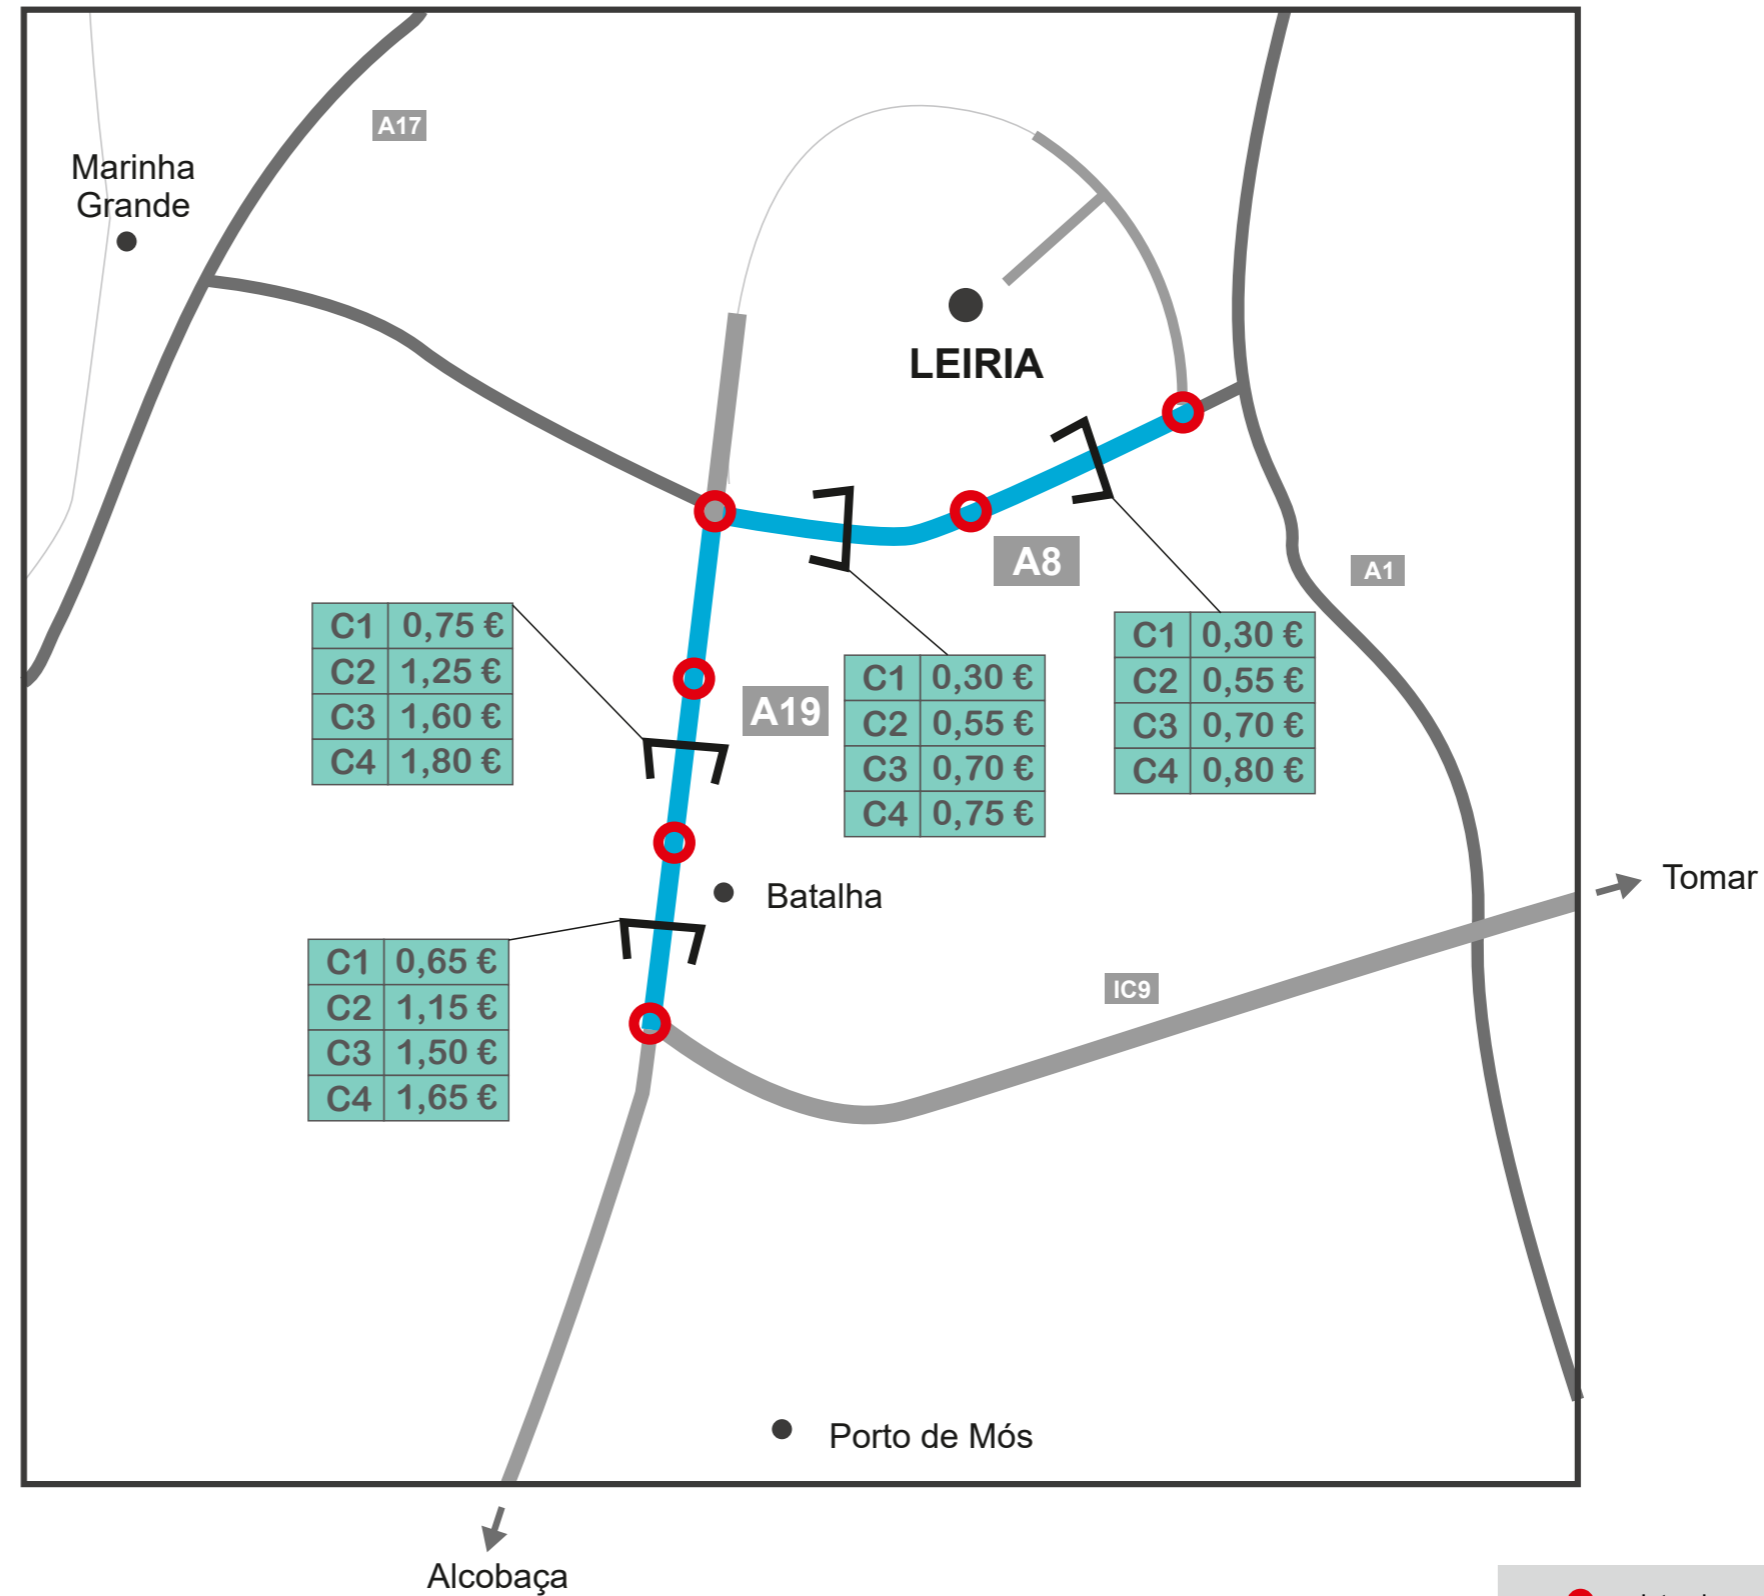 A17
Marinha
Grande
LEIRIA
A8
A1
C1 0,75 €
C2 1,25 €
C3 1,60 €
C4 1,80 €
A19
C1 0,30 €
C2 0,55 €
C3 0,70 €
C4 0,75 €
C1 0,30 €
C2 0,55 €
C3 0,70 €
C4 0,80 €
Tomar
Batalha
C1 0,65 €
C2 1,15 €
C3 1,50 €
C4 1,65 €
IC9
Porto de Mós
Alcobaça